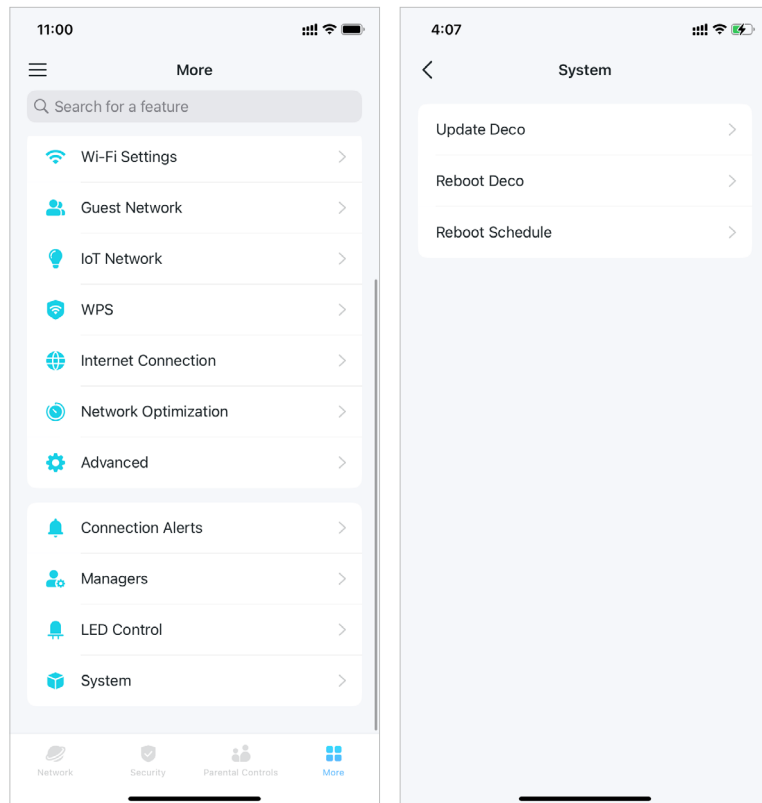 11:00
More
Search for a feature
Wi-Fi Settings
Guest Network
IoT Network
WPS
Internet Connection
Network Optimization
Advanced
Connection Alerts
Managers
LED Control
System
Network
Security
Parental Controls
More
4:07
System
Update Deco
Reboot Deco
Reboot Schedule